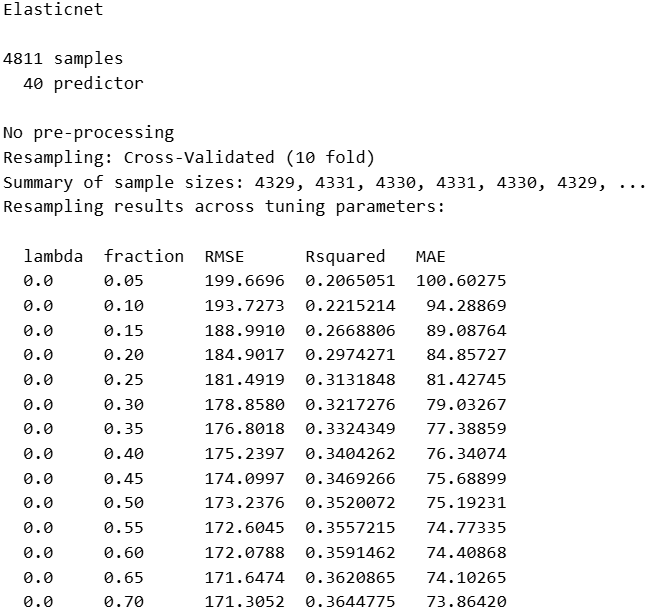 Elasticnet
4811 samples
40 predictor
No pre-processing
Resampling: Cross-Validated (10 fold)
Summary of sample sizes: 4329, 4331, 4330, 4331, 4330, 4329, ...
Resampling results across tuning parameters:
lambda fraction RMSE Rsquared MAE
0.0 0.05 199.6696 0.2065051 100.60275
0.0 0.10 193.7273 0.2215214 94.28869
0.0 0.15 188.9910 0.2668806 89.08764
0.0 0.20 184.9017 0.2974271 84.85727
0.0 0.25 181.4919 0.3131848 81.42745
0.0 0.30 178.8580 0.3217276 79.03267
0.0 0.35 176.8018 0.3324349 77.38859
0.0 0.40 175.2397 0.3404262 76.34074
0.0 0.45 174.0997 0.3469266 75.68899
0.0 0.50 173.2376 0.3520072 75.19231
0.0 0.55 172.6045 0.3557215 74.77335
0.0 0.60 172.0788 0.3591462 74.40868
0.0 0.65 171.6474 0.3620865 74.10265
0.0 0.70 171.3052 0.3644775 73.86420